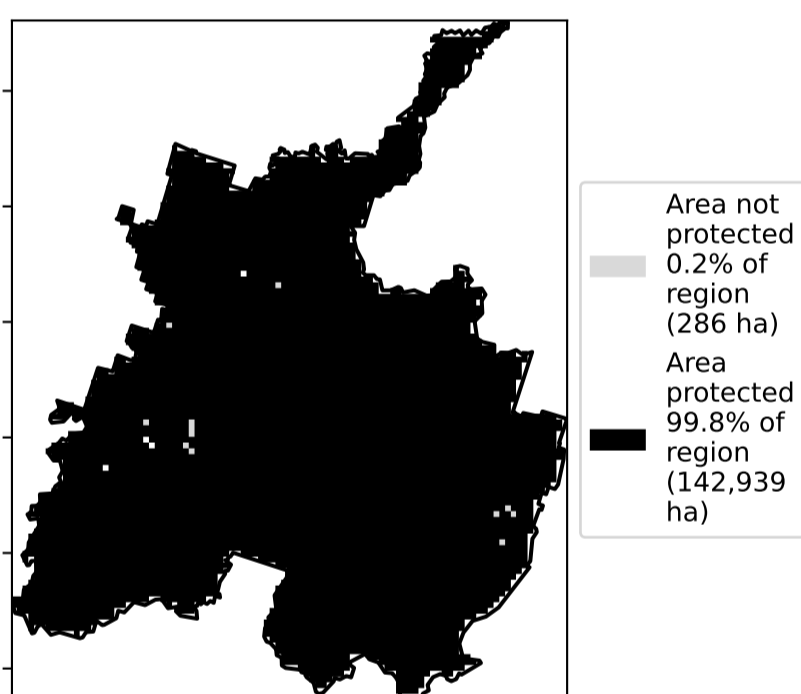 Area not
protected
0.2% of
region
(286 ha)
Area
protected
99.8% of
region
(142,939
ha)